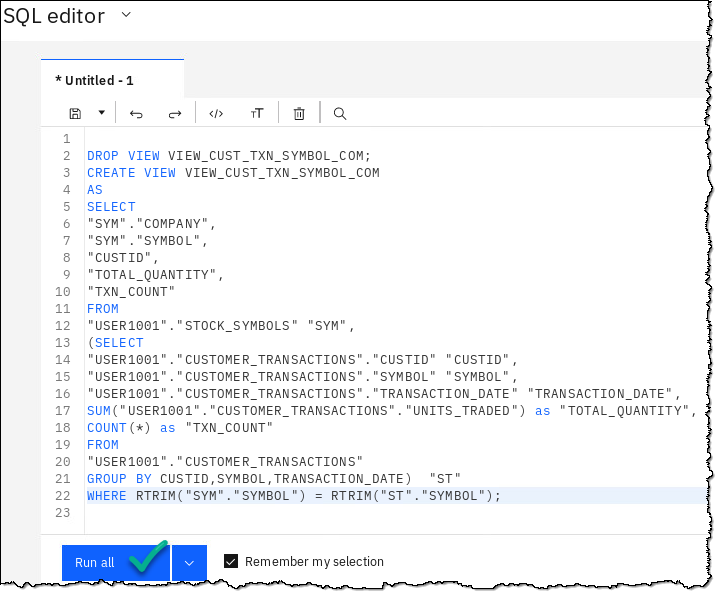 SQL editor
* Untitled - 1
1
2 DROP VIEW VIEW_CUST_TXN_SYMBOL_COM;
3 CREATE VIEW VIEW_CUST_TXN_SYMBOL_COM
4 AS
5 SELECT
6 "SYM"."COMPANY",
7 "SYM"."SYMBOL",
8 "CUSTID",
9 "TOTAL_QUANTITY",
10 "TXN_COUNT"
11 FROM
12 "USER1001"."STOCK_SYMBOLS" "SYM",
13 (SELECT
14 "USER1001"."CUSTOMER_TRANSACTIONS"."CUSTID" "CUSTID",
15 "USER1001"."CUSTOMER_TRANSACTIONS"."SYMBOL" "SYMBOL",
16 "USER1001"."CUSTOMER_TRANSACTIONS"."TRANSACTION_DATE" "TRANSACTION_DATE",
17 SUM("USER1001"."CUSTOMER_TRANSACTIONS"."UNITS_TRADED") as "TOTAL_QUANTITY",
18 COUNT(*) as "TXN_COUNT"
19 FROM
20 "USER1001"."CUSTOMER_TRANSACTIONS"
21 GROUP BY CUSTID,SYMBOL,TRANSACTION_DATE)  "ST"
22 WHERE RTRIM("SYM"."SYMBOL") = RTRIM("ST"."SYMBOL");
23
Run all
Remember my selection